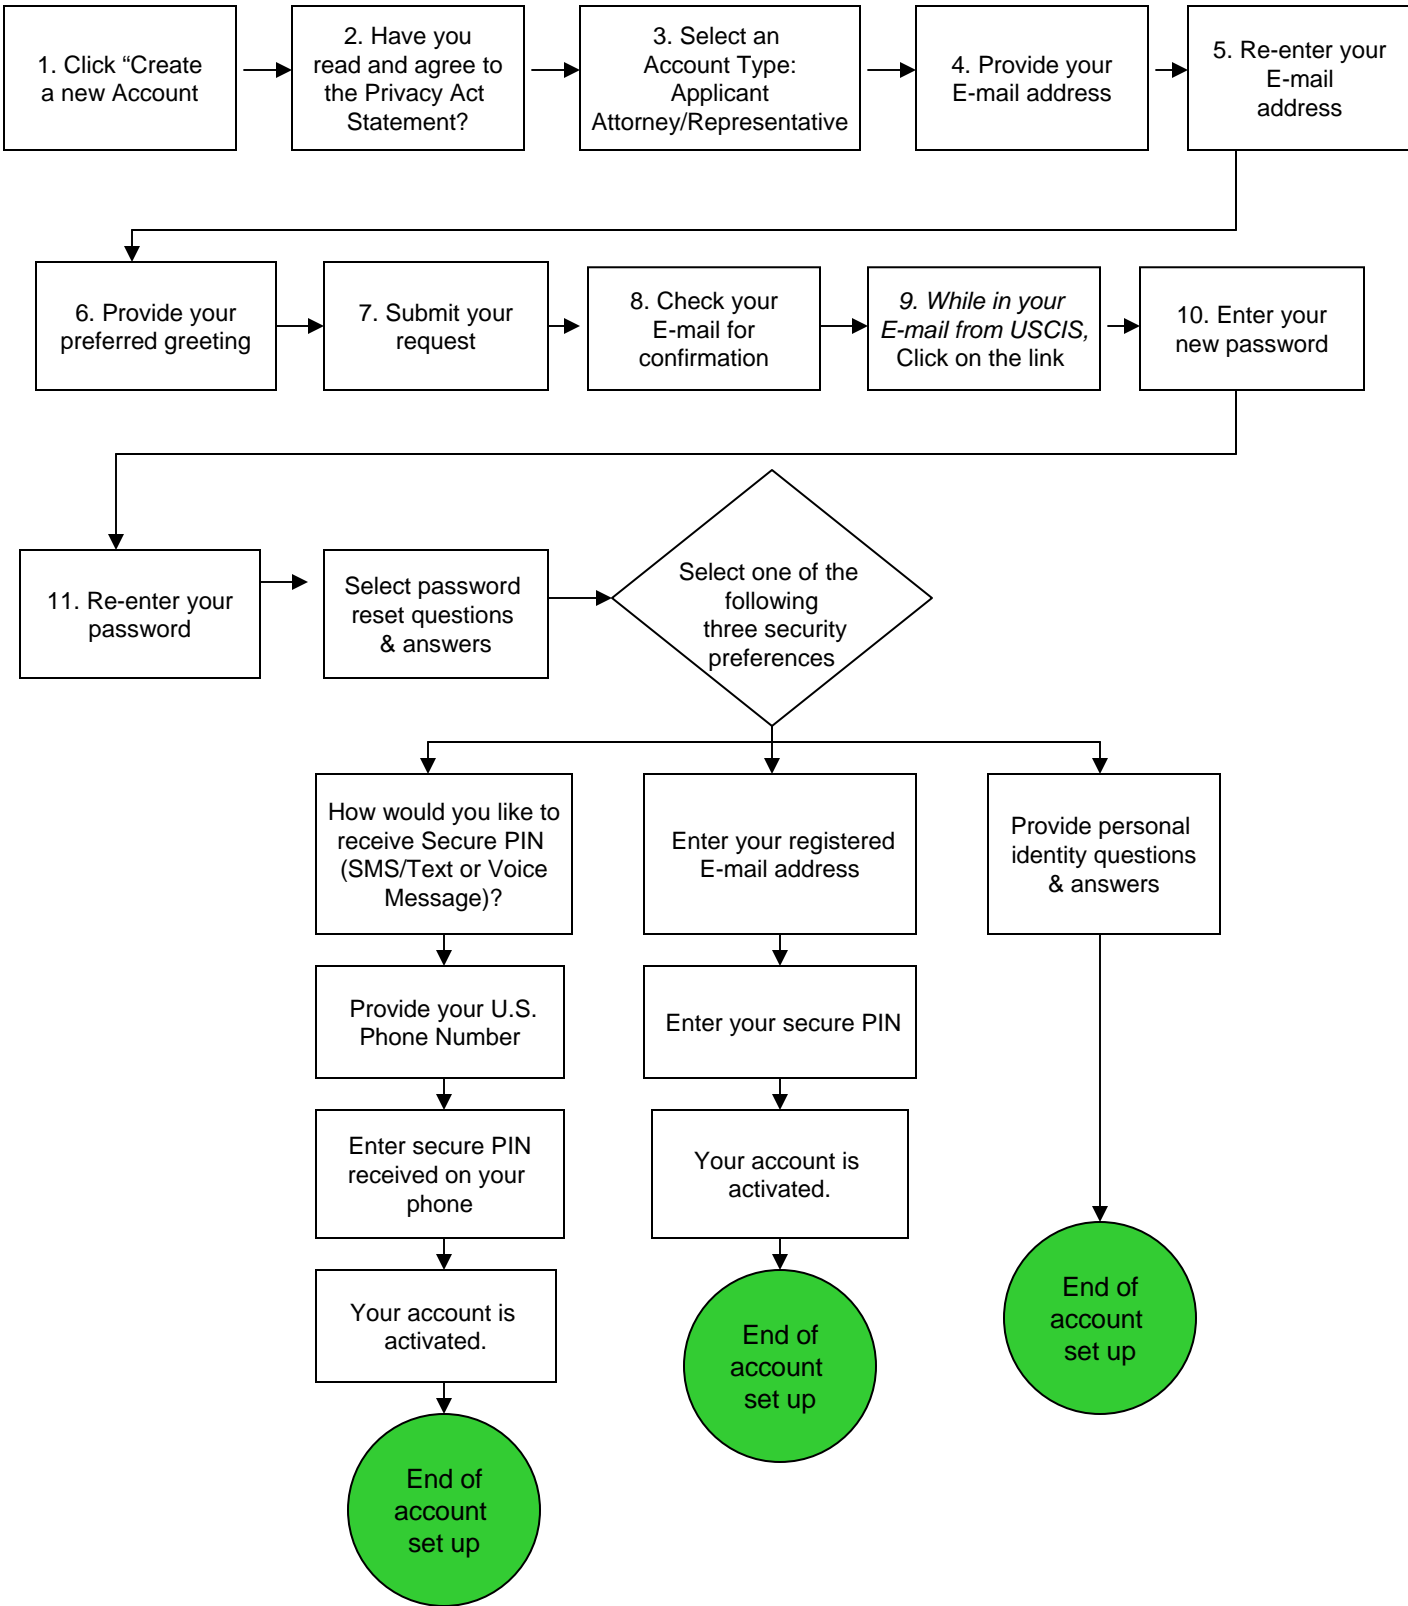 1. Click “Create
a new Account
2. Have you
read and agree to
the Privacy Act
Statement?
3. Select an
Account Type:
Applicant
Attorney/Representative
4. Provide your
E-mail address
5. Re-enter your
E-mail
address
6. Provide your
preferred greeting
7. Submit your
request
8. Check your
E-mail for
confirmation
9. While in your
E-mail from USCIS,
Click on the link
10. Enter your
new password
11. Re-enter your
password
Select password
reset questions
& answers
Select one of the
following
three security
preferences
How would you like to
receive Secure PIN
(SMS/Text or Voice
Message)?
Provide your U.S.
Phone Number
Enter secure PIN
received on your
phone
Your account is
activated.
End of
account
set up
Enter your registered
E-mail address
Enter your secure PIN
Your account is
activated.
End of
account
set up
Provide personal
identity questions
& answers
End of
account
set up